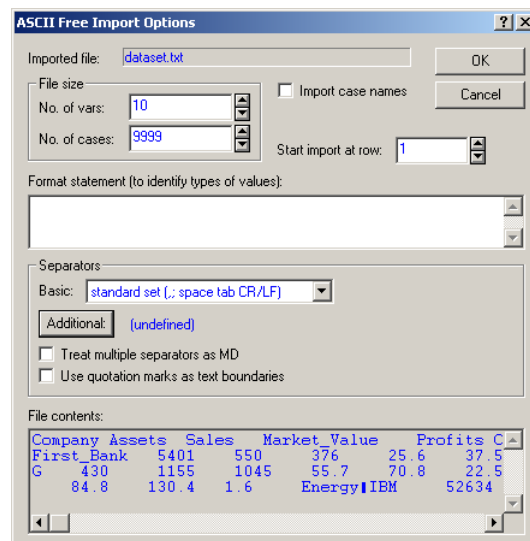 ASCII Free Import Options
Imported file: dataset.txt
OK
File size
No. of vars: 10
Import case names
Cancel
No. of cases: 9999
Start import at row: 1
Format statement (to identify types of values):
Separators
Basic: standard set (,; space tab CR/LF)
Additional: (undefined)
Treat multiple separators as MD
Use quotation marks as text boundaries
File contents:
Company Assets Sales Market_Value Profits C
First_Bank 5401 550 376 25.6 37.5
G 430 1155 1045 55.7 70.8 22.5
84.8 130.4 1.6 Energy▌IBM 52634